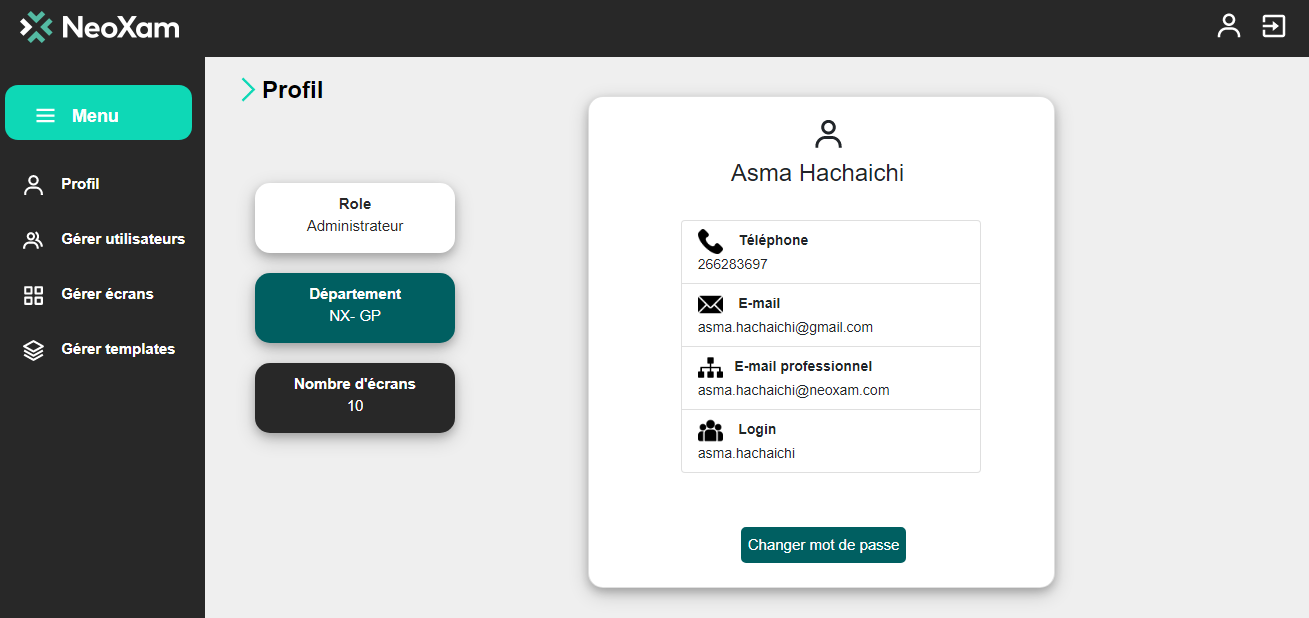 NeoXam
Menu
Profil
Gérer utilisateurs
Gérer écrans
Gérer templates
Profil
Role
Administrateur
Département
NX- GP
Nombre d'écrans
10
Asma Hachaichi
Téléphone
266283697
E-mail
asma.hachaichi@gmail.com
E-mail professionnel
asma.hachaichi@neoxam.com
Login
asma.hachaichi
Changer mot de passe